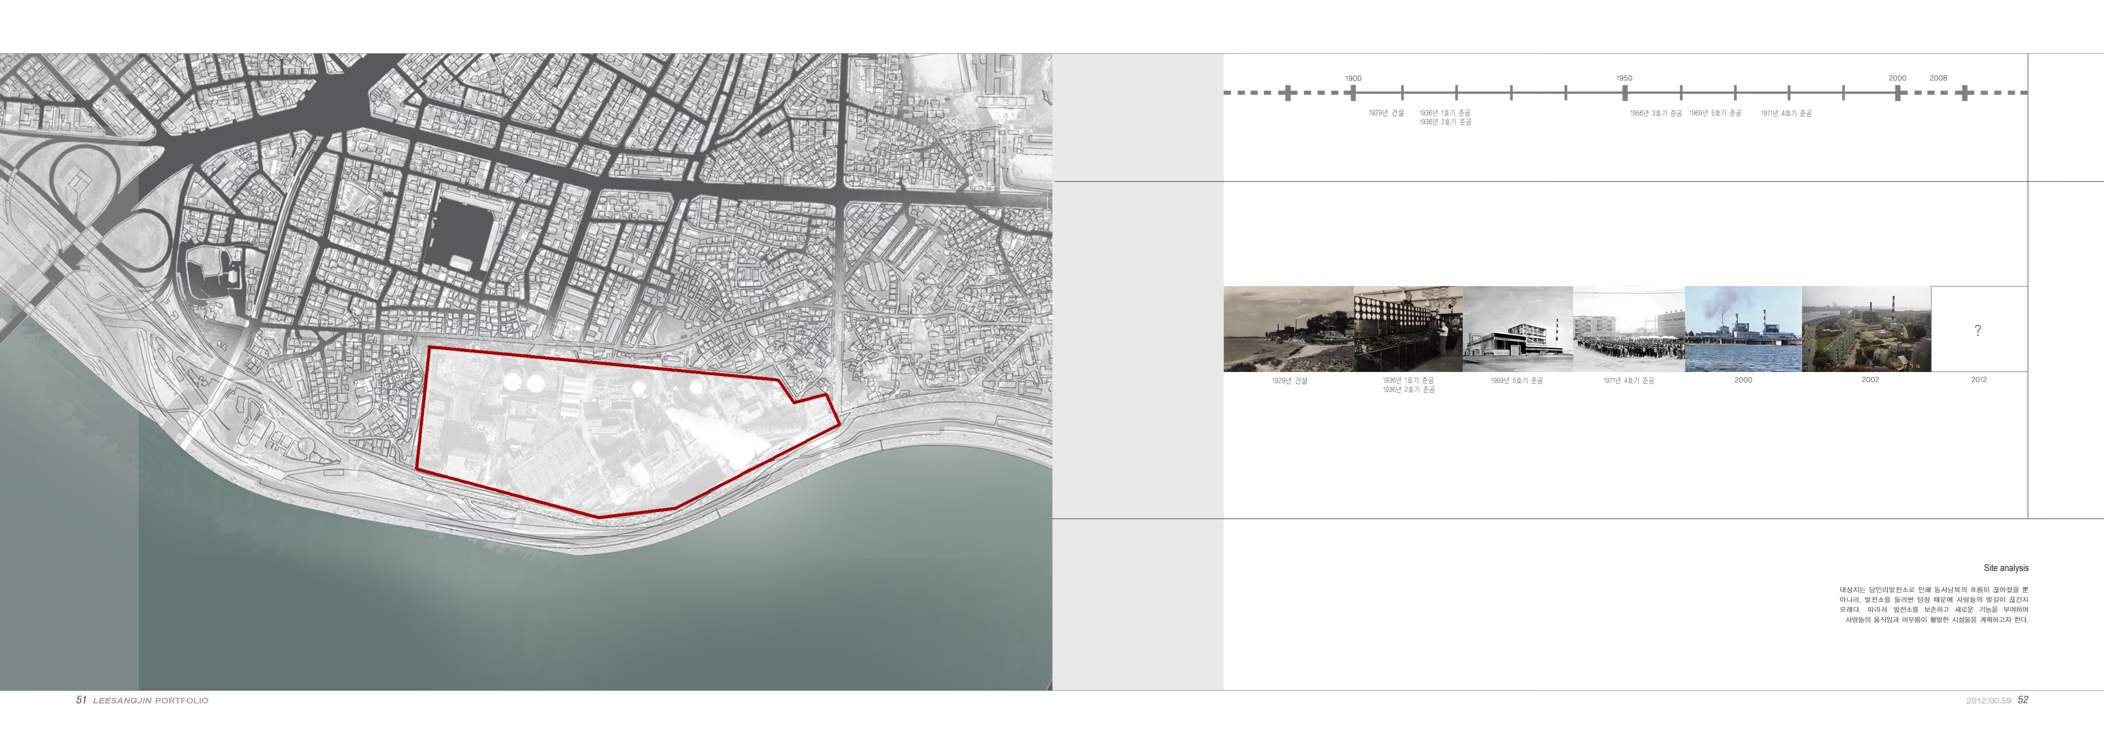 1900
1950
2000
2008
1929년 건설
1936년 1호기 준공
1936년 2호기 준공
1956년 3호기 준공
1969년 5호기 준공
1971년 4호기 준공
?
1929년 건설
1936년 1호기 준공
1936년 2호기 준공
1969년 5호기 준공
1971년 4호기 준공
2000
2002
2012
Site analysis
대상지는 당인리발전소로 인해 동서남북의 흐름이 끊어졌을 뿐
아니라, 발전소를 둘러싼 담장 때문에 사람들의 발길이 끊긴지
오래다. 따라서 발전소를 보존하고 새로운 기능을 부여하여
사람들의 움직임과 머무름이 활발한 시설물을 계획하고자 한다.
51 LEESANGJIN PORTFOLIO
2012:00.59 52